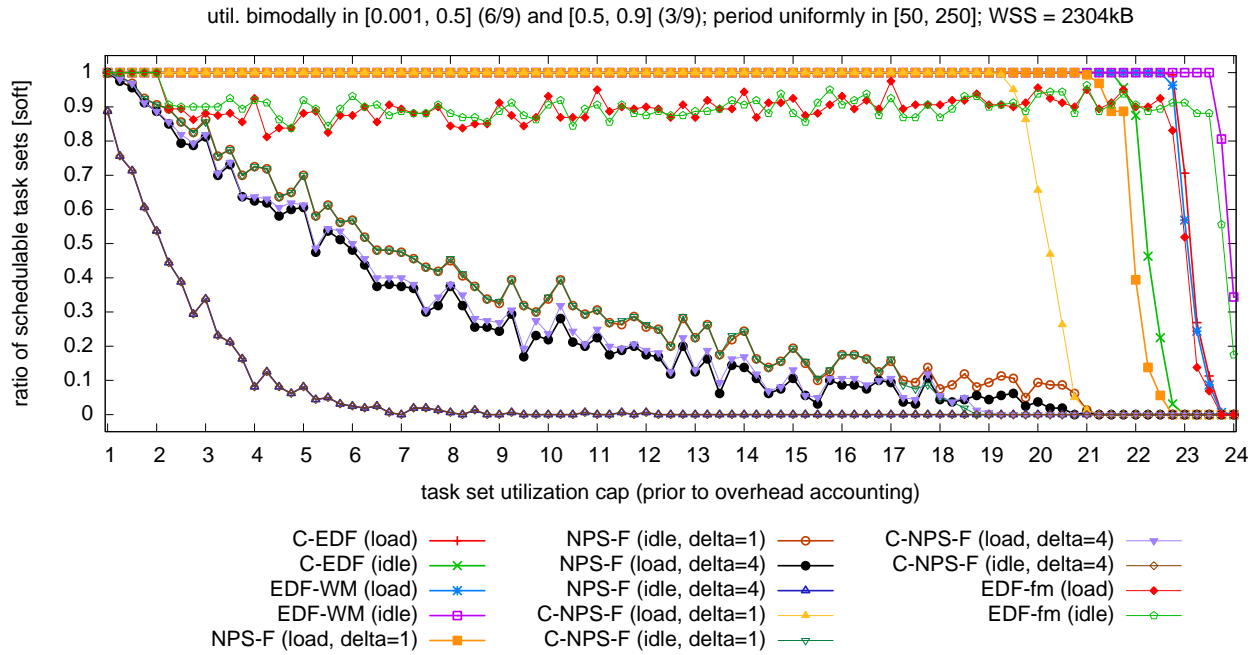 util. bimodally in [0.001, 0.5] (6/9) and [0.5, 0.9] (3/9); period uniformly in [50, 250]; WSS = 2304kB
ratio of schedulable task sets [soft]
1
0.9
0.8
0.7
0.6
0.5
0.4
0.3
0.2
0.1
0
1 2 3 4 5 6 7 8 9 10 11 12 13 14 15 16 17 18 19 20 21 22 23 24
task set utilization cap (prior to overhead accounting)
C-EDF (load)
C-EDF (idle)
EDF-WM (load)
EDF-WM (idle)
NPS-F (load, delta=1)
NPS-F (idle, delta=1)
NPS-F (load, delta=4)
NPS-F (idle, delta=4)
C-NPS-F (load, delta=1)
C-NPS-F (idle, delta=1)
C-NPS-F (load, delta=4)
C-NPS-F (idle, delta=4)
EDF-fm (load)
EDF-fm (idle)